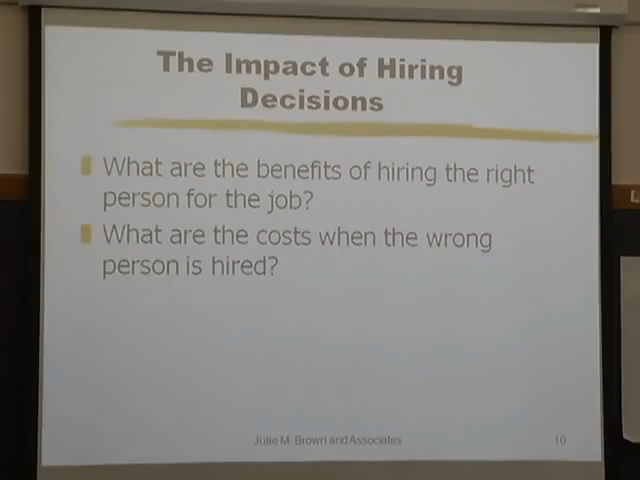 The Impact of Hiring
Decisions
What are the benefits of hiring the right
person for the job?
What are the costs when the wrong
person is hired?
Julie M. Brown and Associates
10